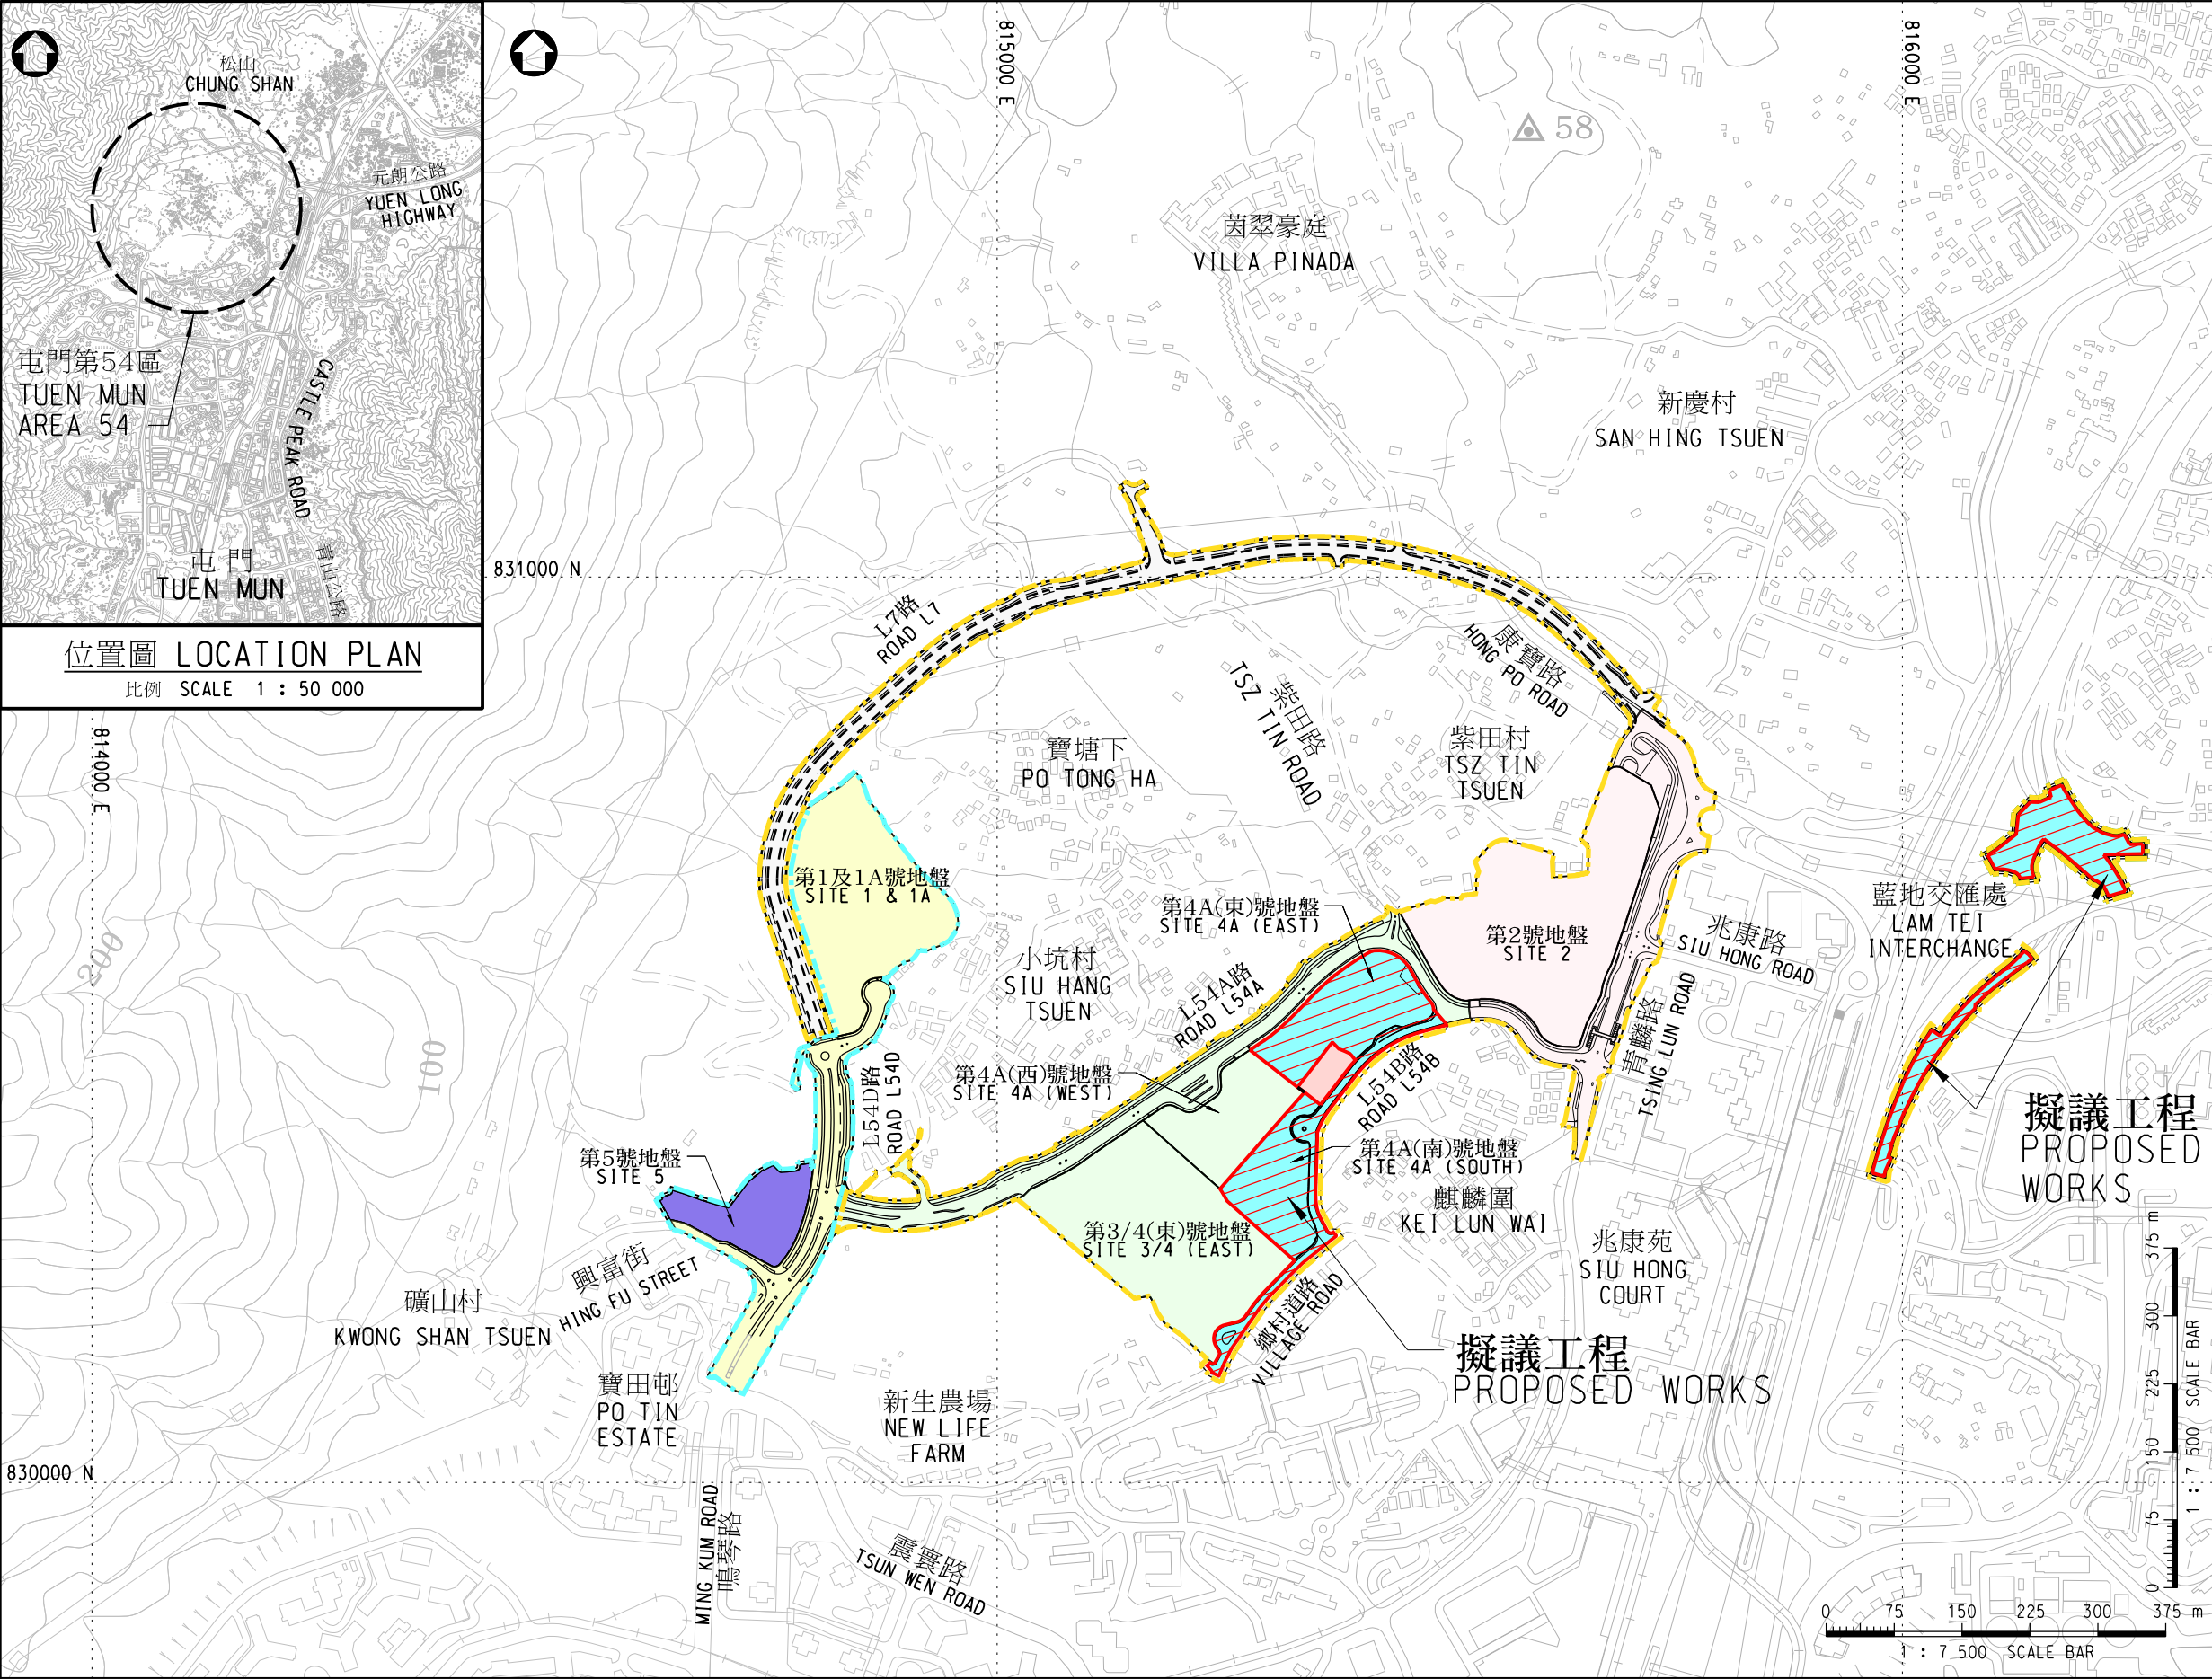 松山
CHUNG SHAN
元朗公路
YUEN LONG
HIGHWAY
屯門第54區
TUEN MUN
AREA 54
CASTLE PEAK ROAD
青山公路
屯門
TUEN MUN
位置圖 LOCATION PLAN
比例 SCALE 1 : 50 000
815000 E
816000 E
814000 E
831000 N
830000 N
58
200
100
茵翠豪庭
VILLA PINADA
新慶村
SAN HING TSUEN
L7路
ROAD L7
康寶路
HONG PO ROAD
紫田路
TSZ TIN ROAD
寶塘下
PO TONG HA
紫田村
TSZ TIN
TSUEN
第1及1A號地盤
SITE 1 & 1A
第4A(東)號地盤
SITE 4A (EAST)
第2號地盤
SITE 2
兆康路
SIU HONG ROAD
藍地交匯處
LAM TEI
INTERCHANGE
小坑村
SIU HANG
TSUEN
L54A路
ROAD L54A
青麟路
TSING LUN ROAD
L54D路
ROAD L54D
第4A(西)號地盤
SITE 4A (WEST)
L54B路
ROAD L54B
擬議工程
PROPOSED
WORKS
第5號地盤
SITE 5
第4A(南)號地盤
SITE 4A (SOUTH)
麒麟圍
KEI LUN WAI
第3/4(東)號地盤
SITE 3/4 (EAST)
兆康苑
SIU HONG
COURT
興富街
HING FU STREET
礦山村
KWONG SHAN TSUEN
鄉村道路
VILLAGE ROAD
擬議工程
PROPOSED WORKS
寶田邨
PO TIN
ESTATE
新生農場
NEW LIFE
FARM
MING KUM ROAD
鳴琴路
震寰路
TSUN WEN ROAD
0 75 150 225 300 375 m
1 : 7 500 SCALE BAR
0 75 150 225 300 375 m
1 : 7 500 SCALE BAR